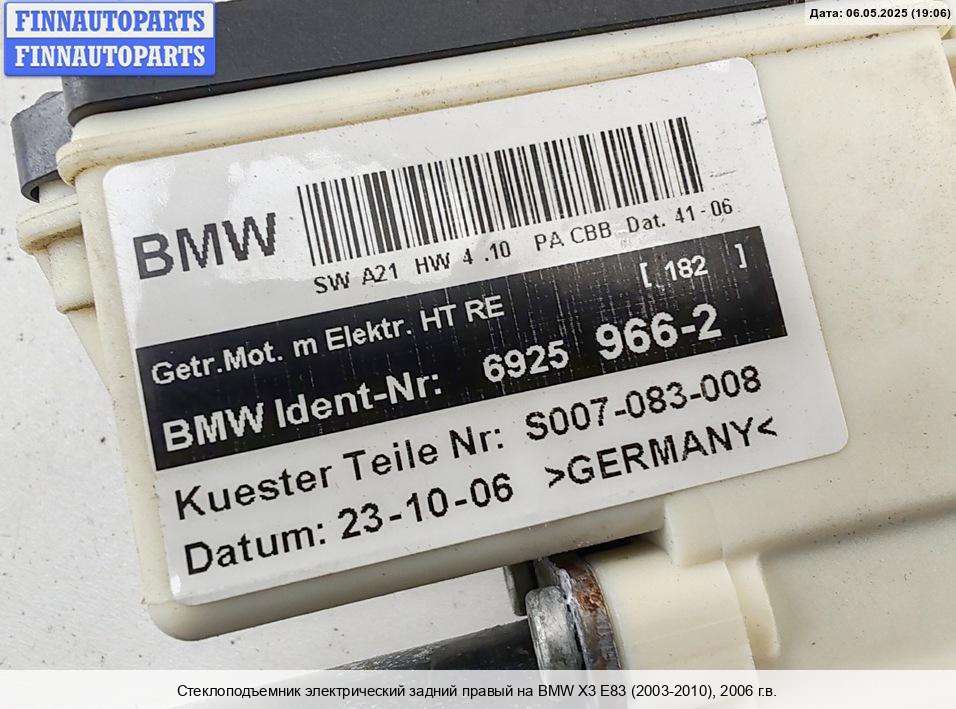 FINNAUTOPARTS
FINNAUTOPARTS
Дата: 06.05.2025 (19:06)
BMW
SW A21 HW 4 .10 PA CBB Dat. 41-06
Getr.Mot. m Elektr. HT RE [ 182 ]
BMW Ident-Nr: 6925 966-2
Kuester Teile Nr: S007-083-008
Datum: 23-10-06 >GERMANY<
Стеклоподъемник электрический задний правый на BMW X3 E83 (2003-2010), 2006 г.в.